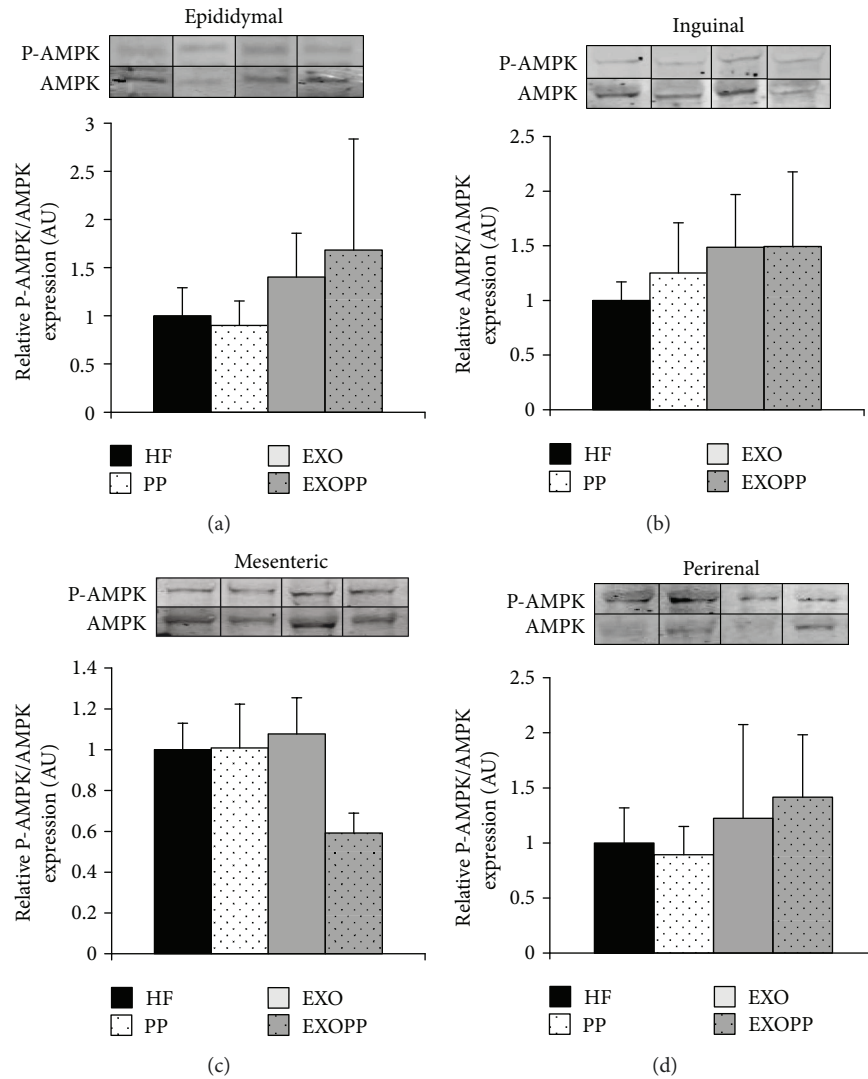 Epididymal
P-AMPK
AMPK
Relative P-AMPK/AMPK
expression (AU)
3
2.5
2
1.5
1
0.5
0
HF EXO
PP EXOPP
(a)
Inguinal
P-AMPK
AMPK
Relative AMPK/AMPK
expression (AU)
2.5
2
1.5
1
0.5
0
HF EXO
PP EXOPP
(b)
Mesenteric
P-AMPK
AMPK
Relative P-AMPK/AMPK
expression (AU)
1.4
1.2
1
0.8
0.6
0.4
0.2
0
HF EXO
PP EXOPP
(c)
Perirenal
P-AMPK
AMPK
Relative P-AMPK/AMPK
expression (AU)
2.5
2
1.5
1
0.5
0
HF EXO
PP EXOPP
(d)